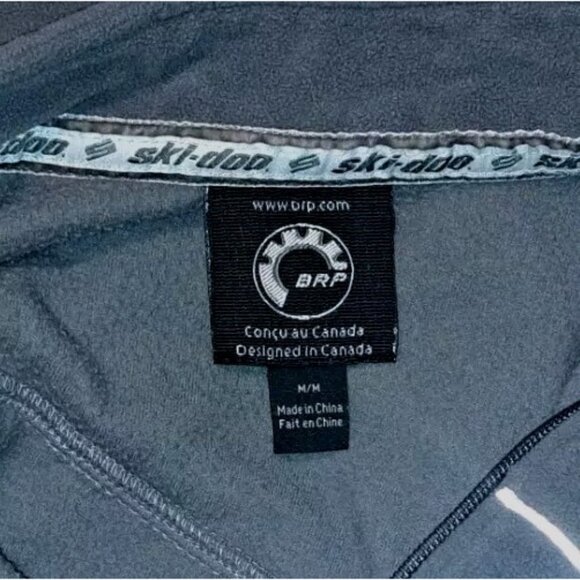 ski-doo. ski-doo. ski-doo. ski-
www.brp.com
BRP
Conçu au Canada
Designed in Canada
M/M
Made in China
Fait en Chine